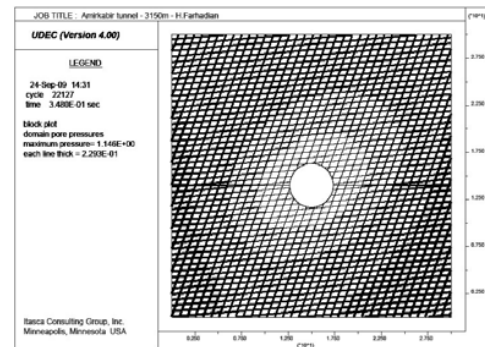 JOB TITLE : Amirkabir tunnel - 3150m - H.Farhadian
(*10^1)
UDEC (Version 4.00)
LEGEND
24-Sep-09 14:31
cycle 22127
time 3.480E-01 sec
block plot
domain pore pressures
maximum pressure= 1.146E+00
each line thick = 2.293E-01
Itasca Consulting Group, Inc.
Minneapolis, Minnesota USA
2.750
2.250
1.750
1.250
0.750
0.250
0.250 0.750 1.250 1.750 2.250 2.750
(*10^1)